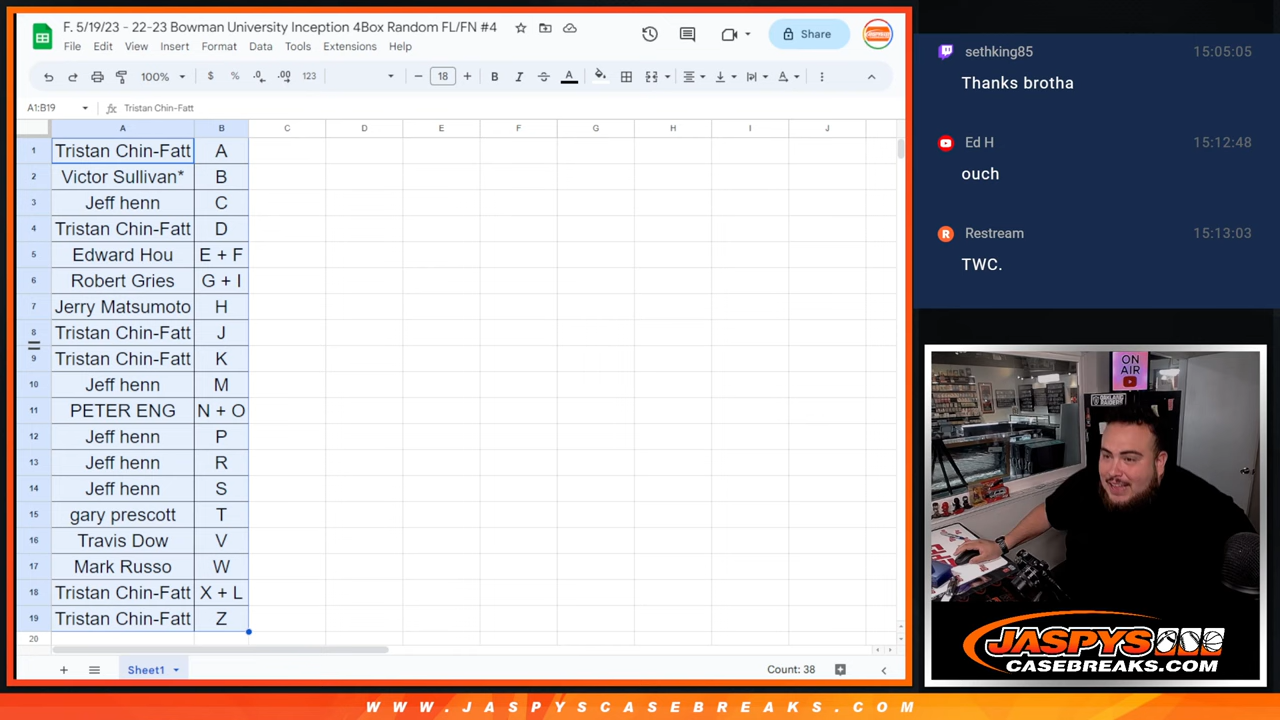 F. 5/19/23 - 22-23 Bowman University Inception 4Box Random FL/FN #4
File Edit View Insert Format Data Tools Extensions Help
Share
100% $ % .0 .00 123 18 B I A
A1:B19 fx Tristan Chin-Fatt
A B C D E F G H I J
1 Tristan Chin-Fatt A
2 Victor Sullivan* B
3 Jeff henn C
4 Tristan Chin-Fatt D
5 Edward Hou E + F
6 Robert Gries G + I
7 Jerry Matsumoto H
8 Tristan Chin-Fatt J
9 Tristan Chin-Fatt K
10 Jeff henn M
11 PETER ENG N + O
12 Jeff henn P
13 Jeff henn R
14 Jeff henn S
15 gary prescott T
16 Travis Dow V
17 Mark Russo W
18 Tristan Chin-Fatt X + L
19 Tristan Chin-Fatt Z
20
Sheet1
Count: 38
sethking85 15:05:05
Thanks brotha
Ed H 15:12:48
ouch
Restream 15:13:03
TWC.
ON
AIR
JASPYS
CASEBREAKS.COM
WWW.JASPYSCASEBREAKS.COM